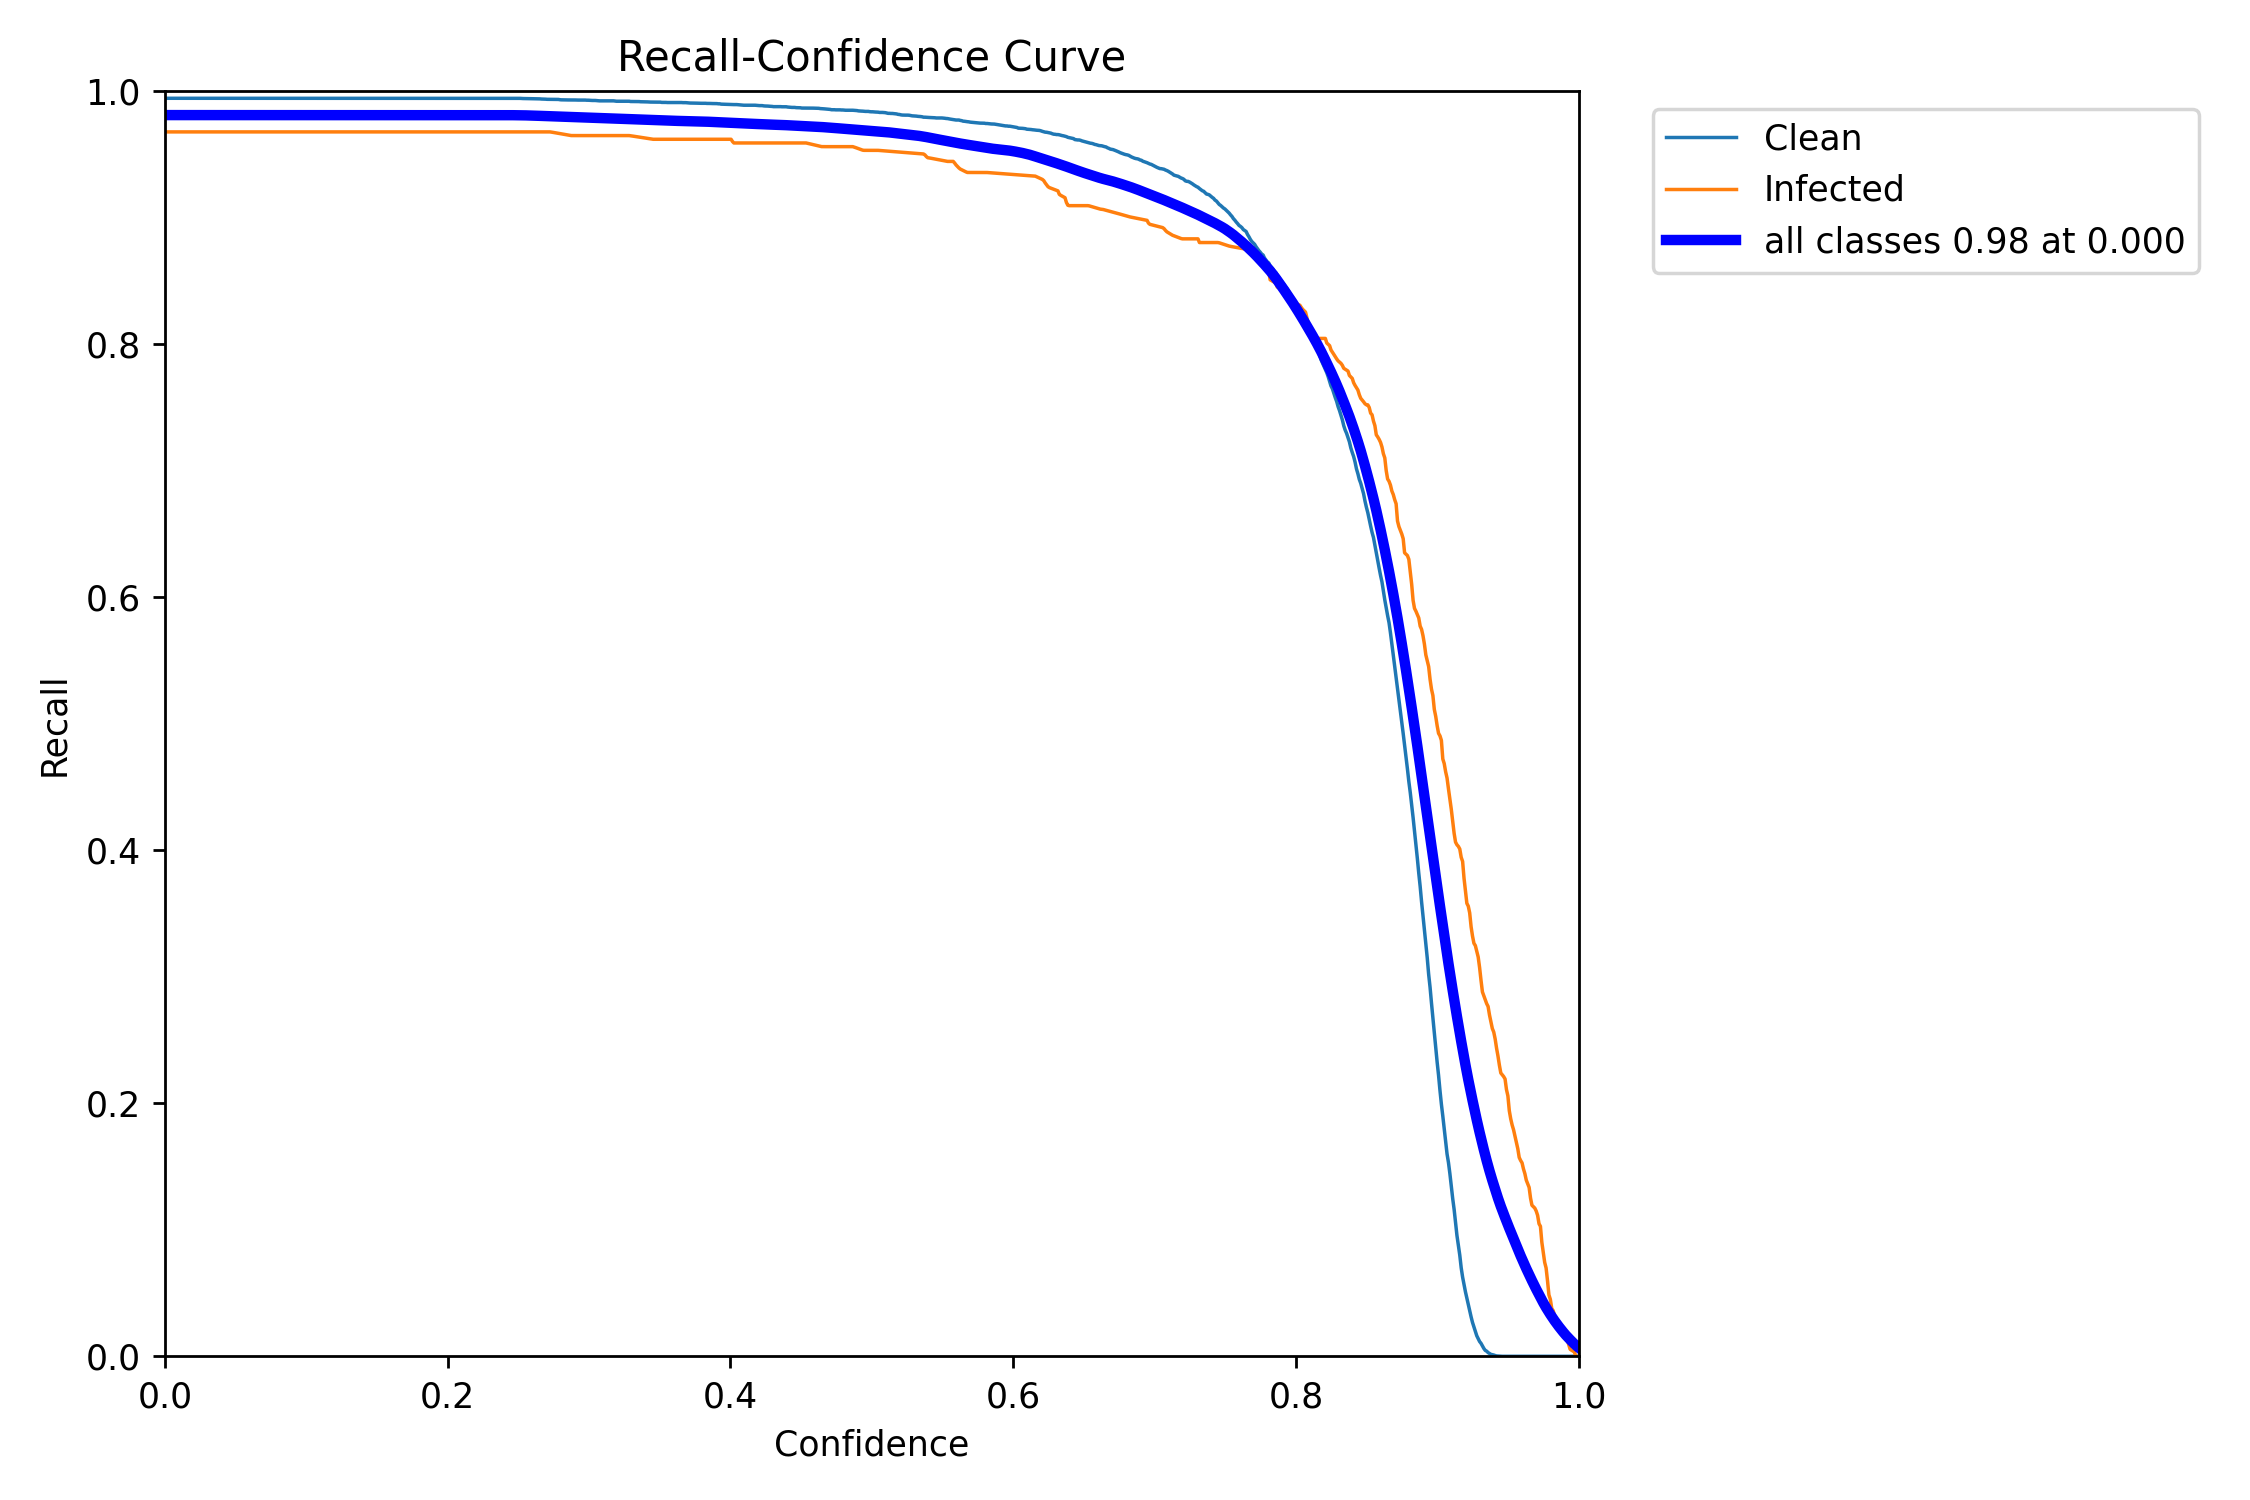 Recall-Confidence Curve
1.0
0.8
0.6
0.4
0.2
0.0
Recall
0.0 0.2 0.4 0.6 0.8 1.0
Confidence
Clean
Infected
all classes 0.98 at 0.000